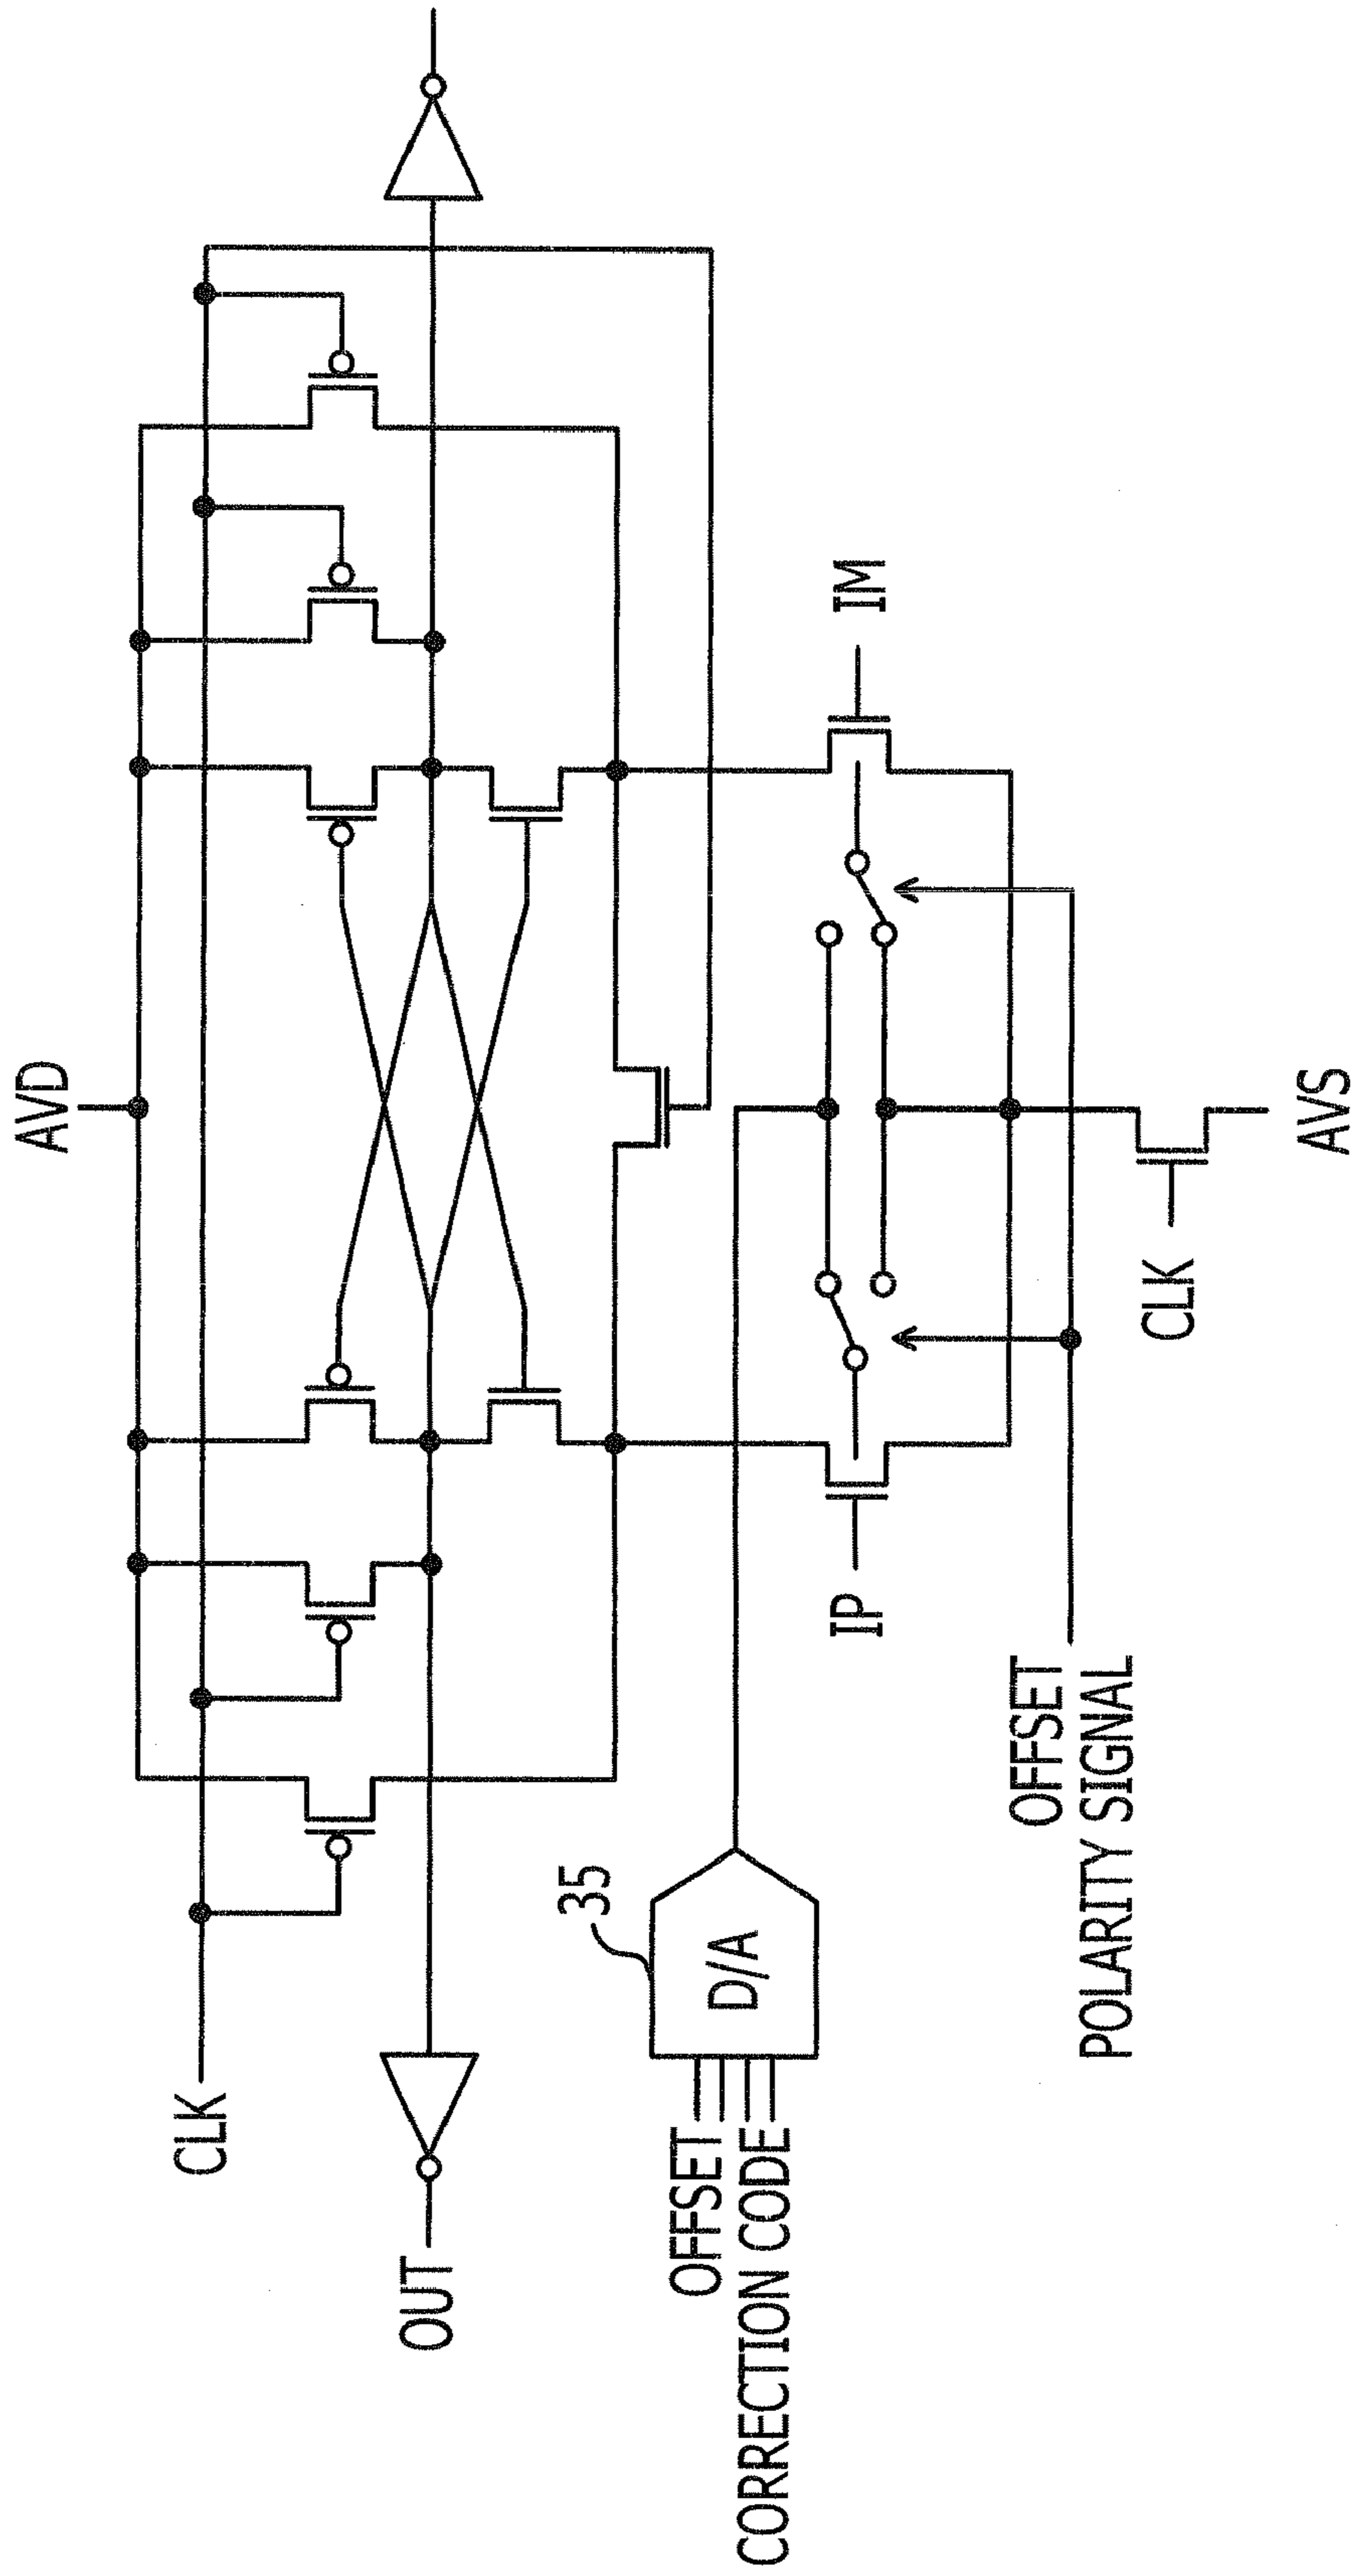 AVD
CLK
OUT
35
D/A
OFFSET
CORRECTION CODE
IP
IM
OFFSET
POLARITY SIGNAL
CLK
AVS